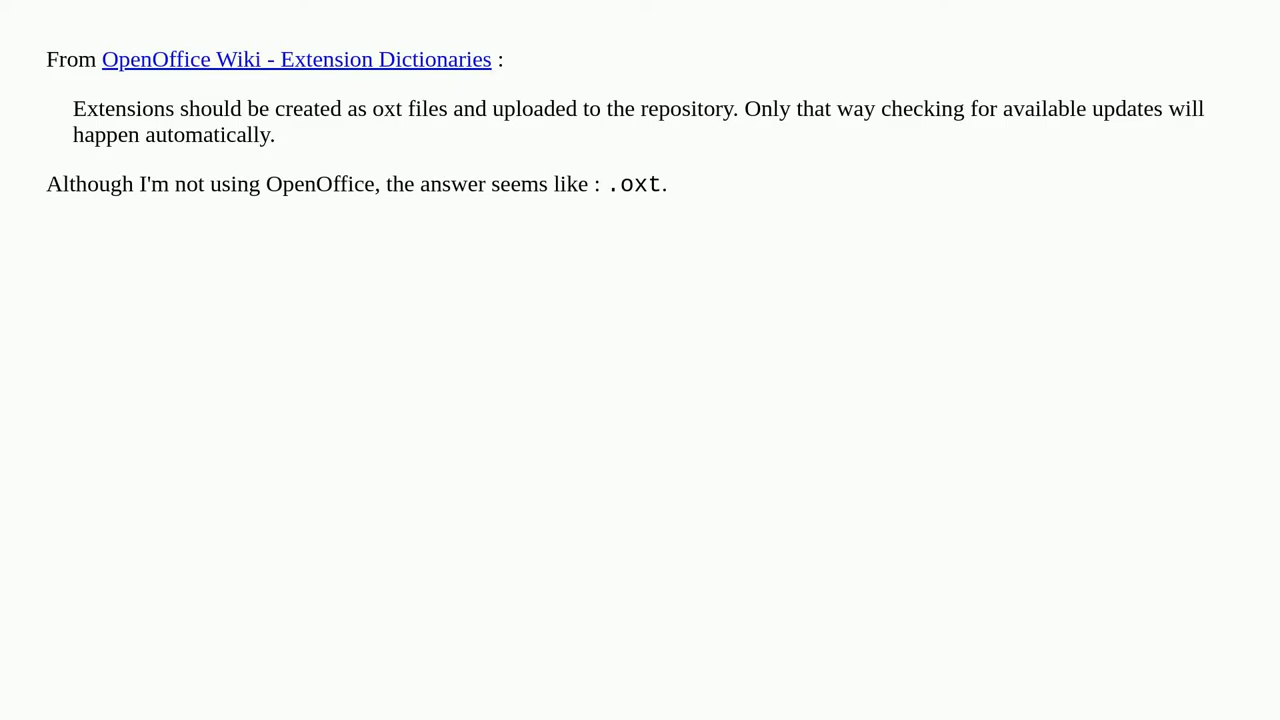 From OpenOffice Wiki - Extension Dictionaries :
Extensions should be created as oxt files and uploaded to the repository. Only that way checking for available updates will
happen automatically.
Although I'm not using OpenOffice, the answer seems like : .oxt.